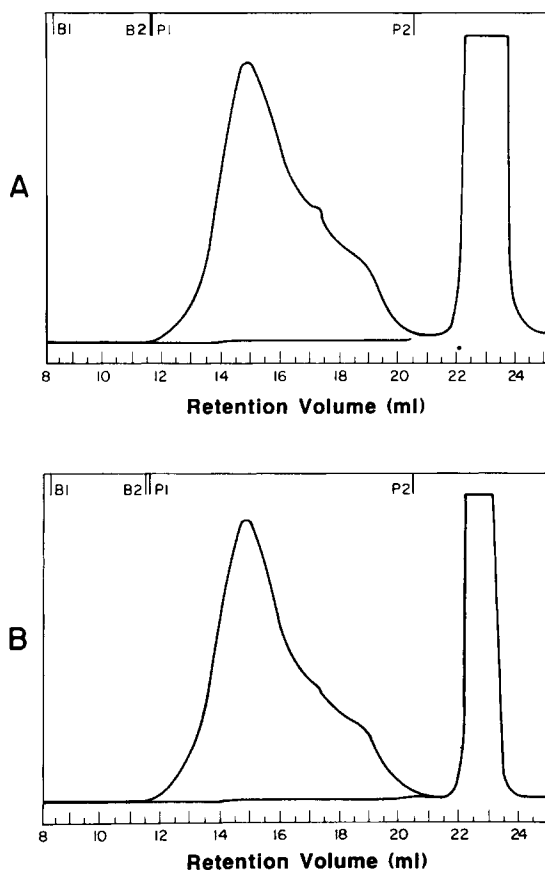 B1 B2 P1 P2
A
8 10 12 14 16 18 20 22 24
Retention Volume (ml)
B1 B2 P1 P2
B
8 10 12 14 16 18 20 22 24
Retention Volume (ml)